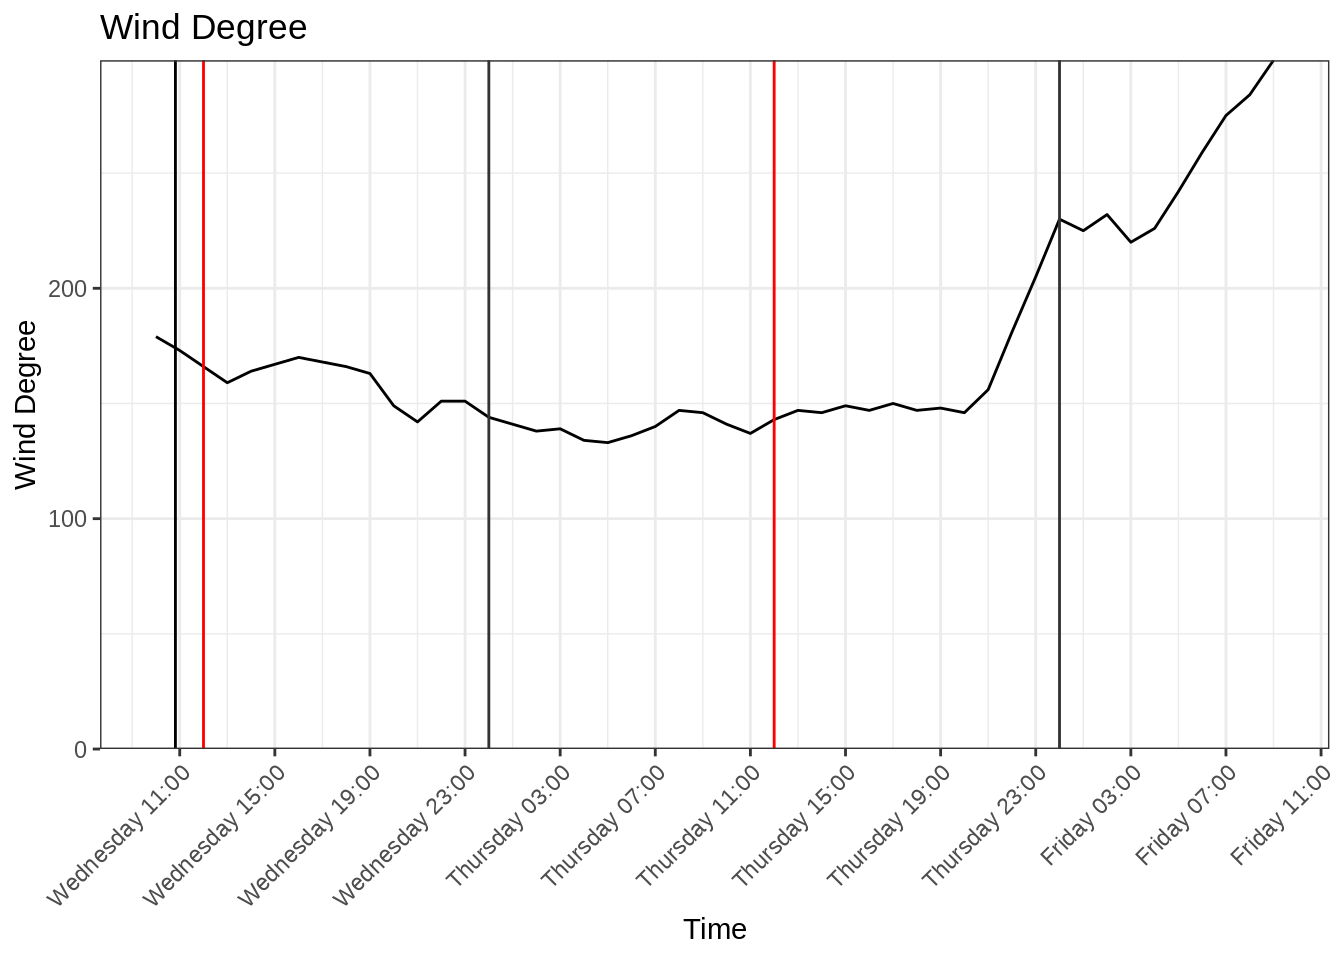 Wind Degree
Wind Degree
200
100
0
Wednesday 11:00
Wednesday 15:00
Wednesday 19:00
Wednesday 23:00
Thursday 03:00
Thursday 07:00
Thursday 11:00
Thursday 15:00
Thursday 19:00
Thursday 23:00
Friday 03:00
Friday 07:00
Friday 11:00
Time